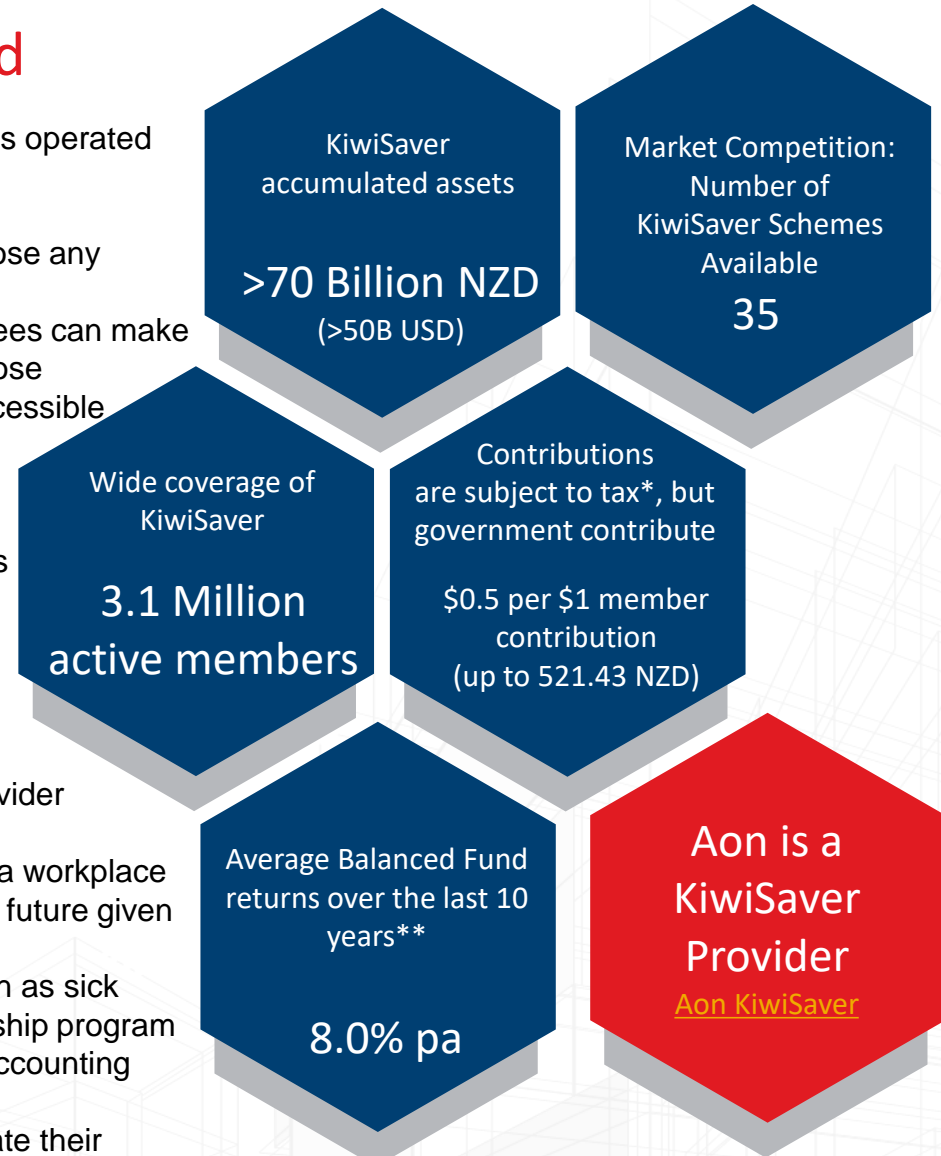 d
s operated
ose any
ees can make
ose
cessible
s
vider
a workplace
future given
n as sick
ship program
ccounting
ate their
KiwiSaver
accumulated assets
>70 Billion NZD
(>50B USD)
Market Competition:
Number of
KiwiSaver Schemes
Available
35
Wide coverage of
KiwiSaver
3.1 Million
active members
Contributions
are subject to tax*, but
government contribute
$0.5 per $1 member
contribution
(up to 521.43 NZD)
Average Balanced Fund
returns over the last 10
years**
8.0% pa
Aon is a
KiwiSaver
Provider
Aon KiwiSaver